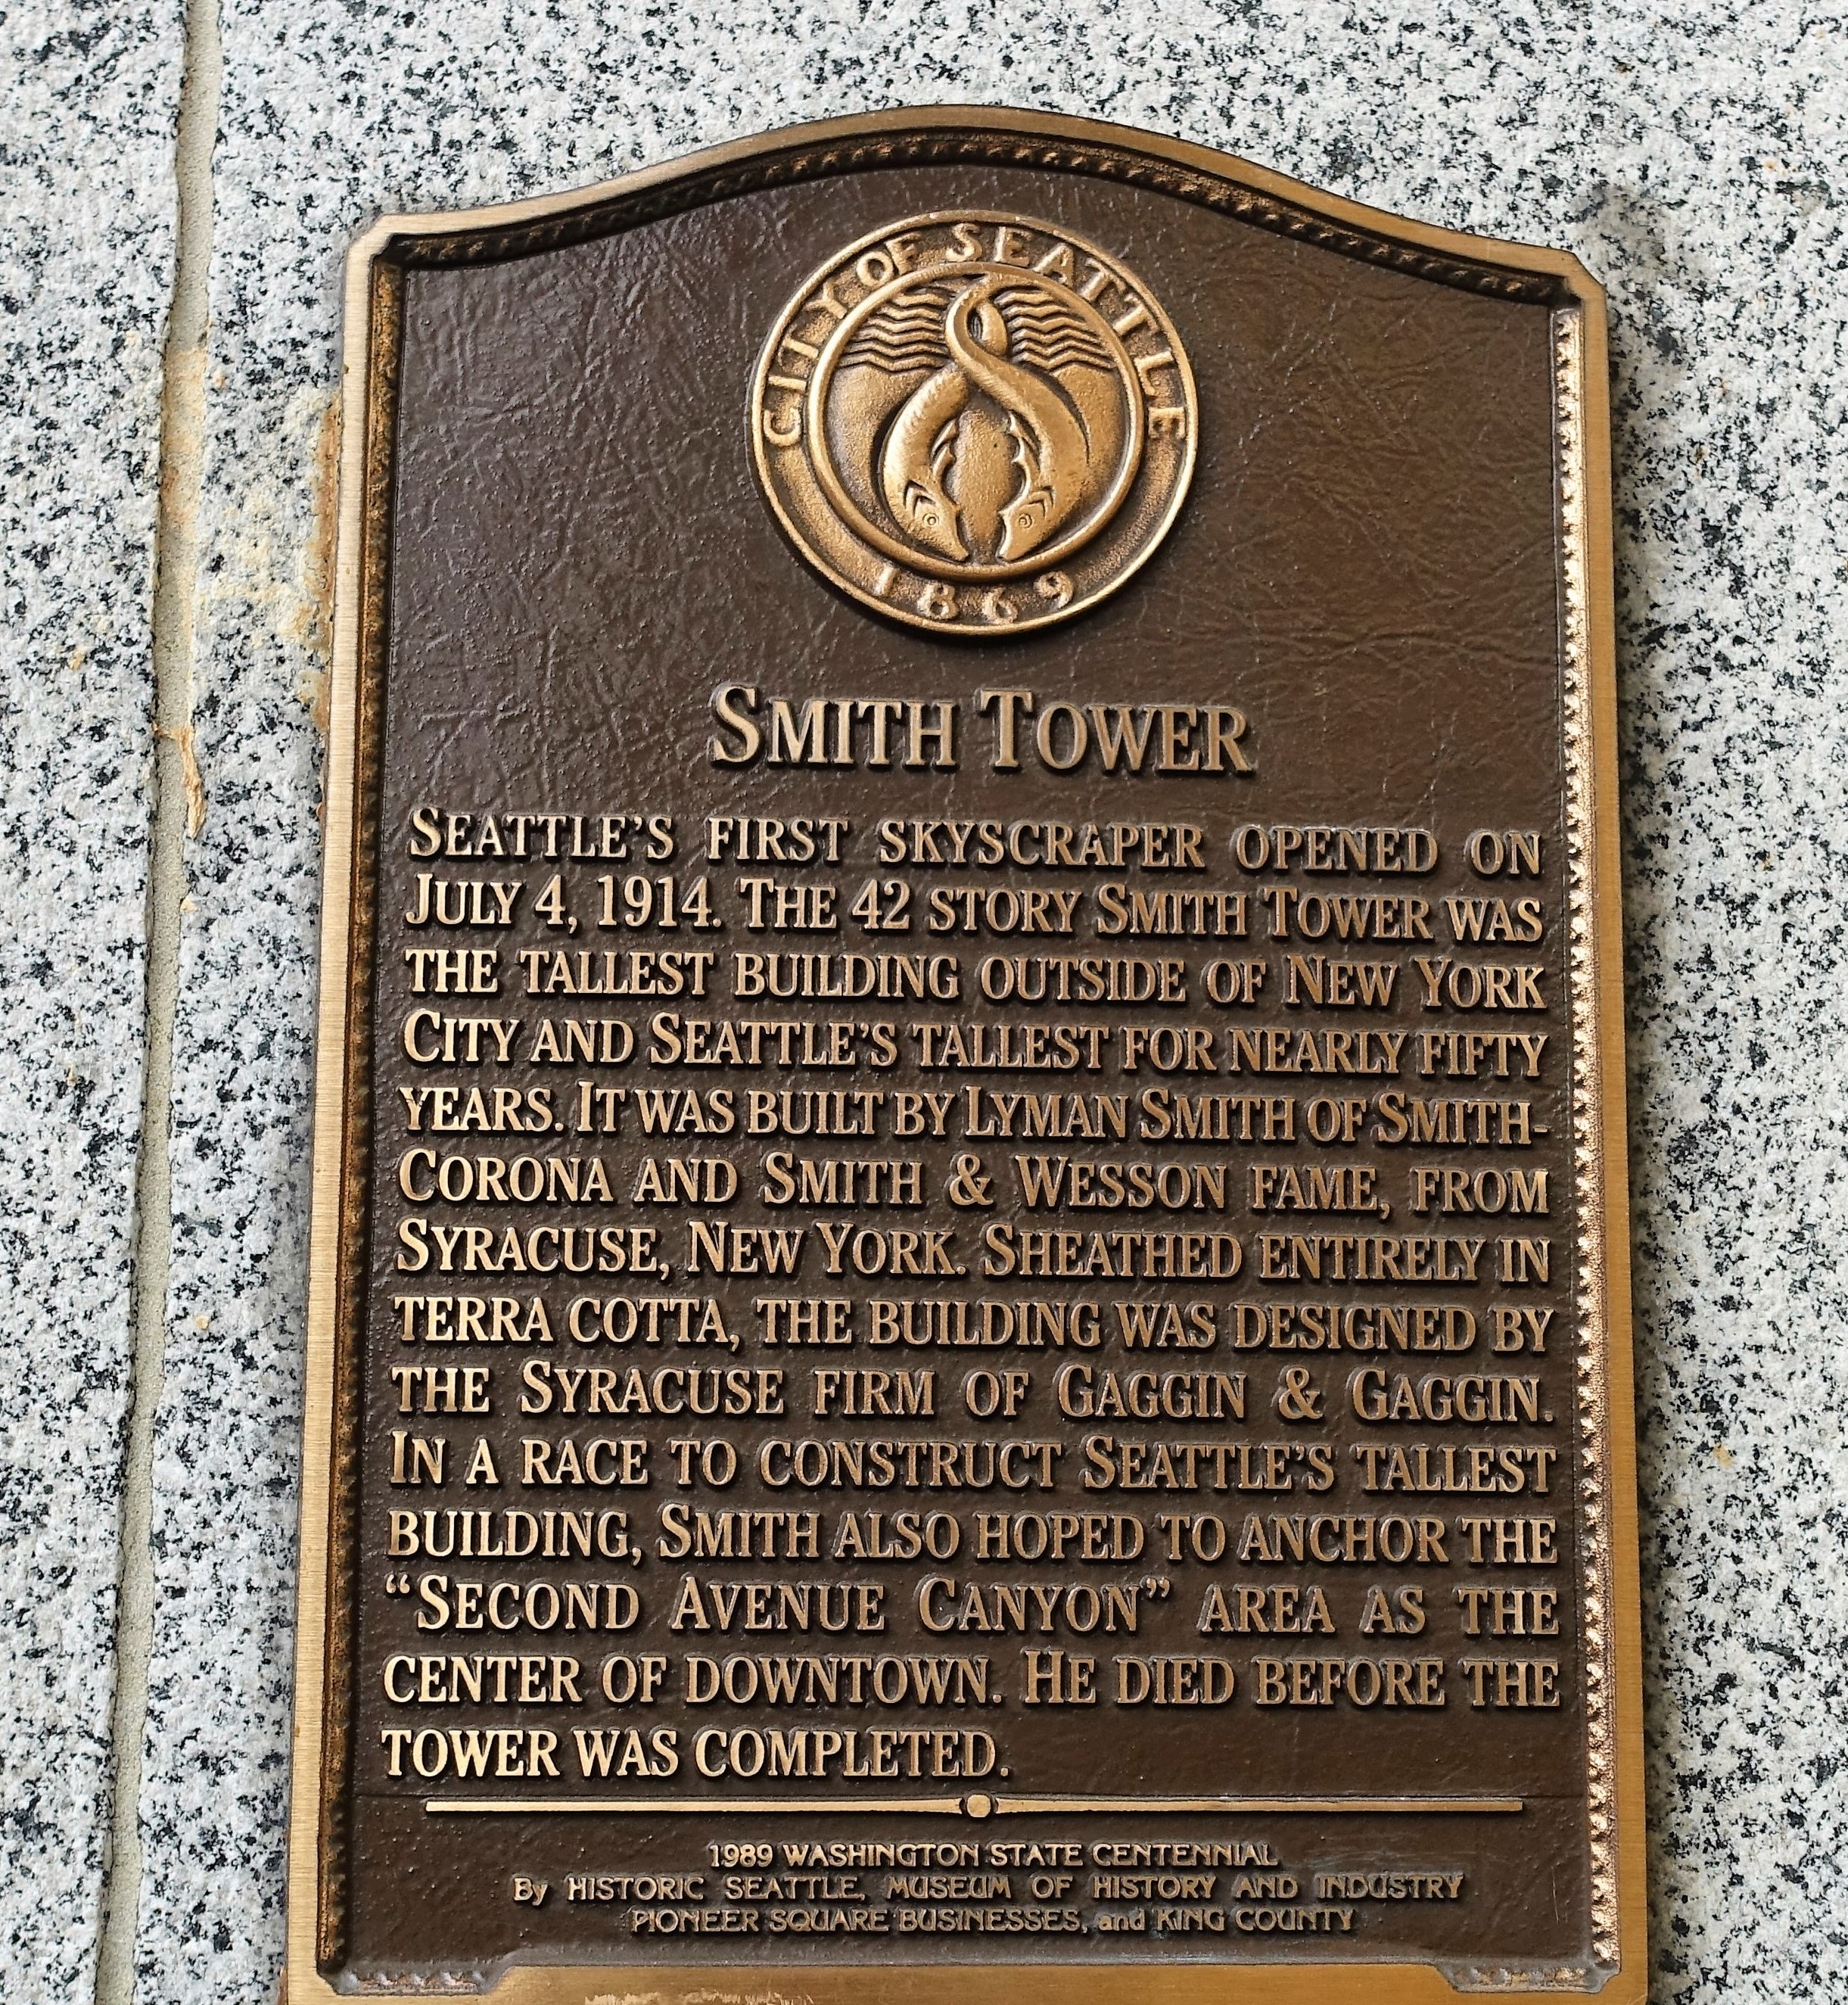 CITY OF SEATTLE
1869
SMITH TOWER
SEATTLE'S FIRST SKYSCRAPER OPENED ON
JULY 4, 1914. THE 42 STORY SMITH TOWER WAS
THE TALLEST BUILDING OUTSIDE OF NEW YORK
CITY AND SEATTLE'S TALLEST FOR NEARLY FIFTY
YEARS. IT WAS BUILT BY LYMAN SMITH OF SMITH-
CORONA AND SMITH & WESSON FAME, FROM
SYRACUSE, NEW YORK. SHEATHED ENTIRELY IN
TERRA COTTA, THE BUILDING WAS DESIGNED BY
THE SYRACUSE FIRM OF GAGGIN & GAGGIN.
IN A RACE TO CONSTRUCT SEATTLE'S TALLEST
BUILDING, SMITH ALSO HOPED TO ANCHOR THE
“SECOND AVENUE CANYON” AREA AS THE
CENTER OF DOWNTOWN. HE DIED BEFORE THE
TOWER WAS COMPLETED.
1989 WASHINGTON STATE CENTENNIAL
By HISTORIC SEATTLE, MUSEUM OF HISTORY AND INDUSTRY
PIONEER SQUARE BUSINESSES, and KING COUNTY